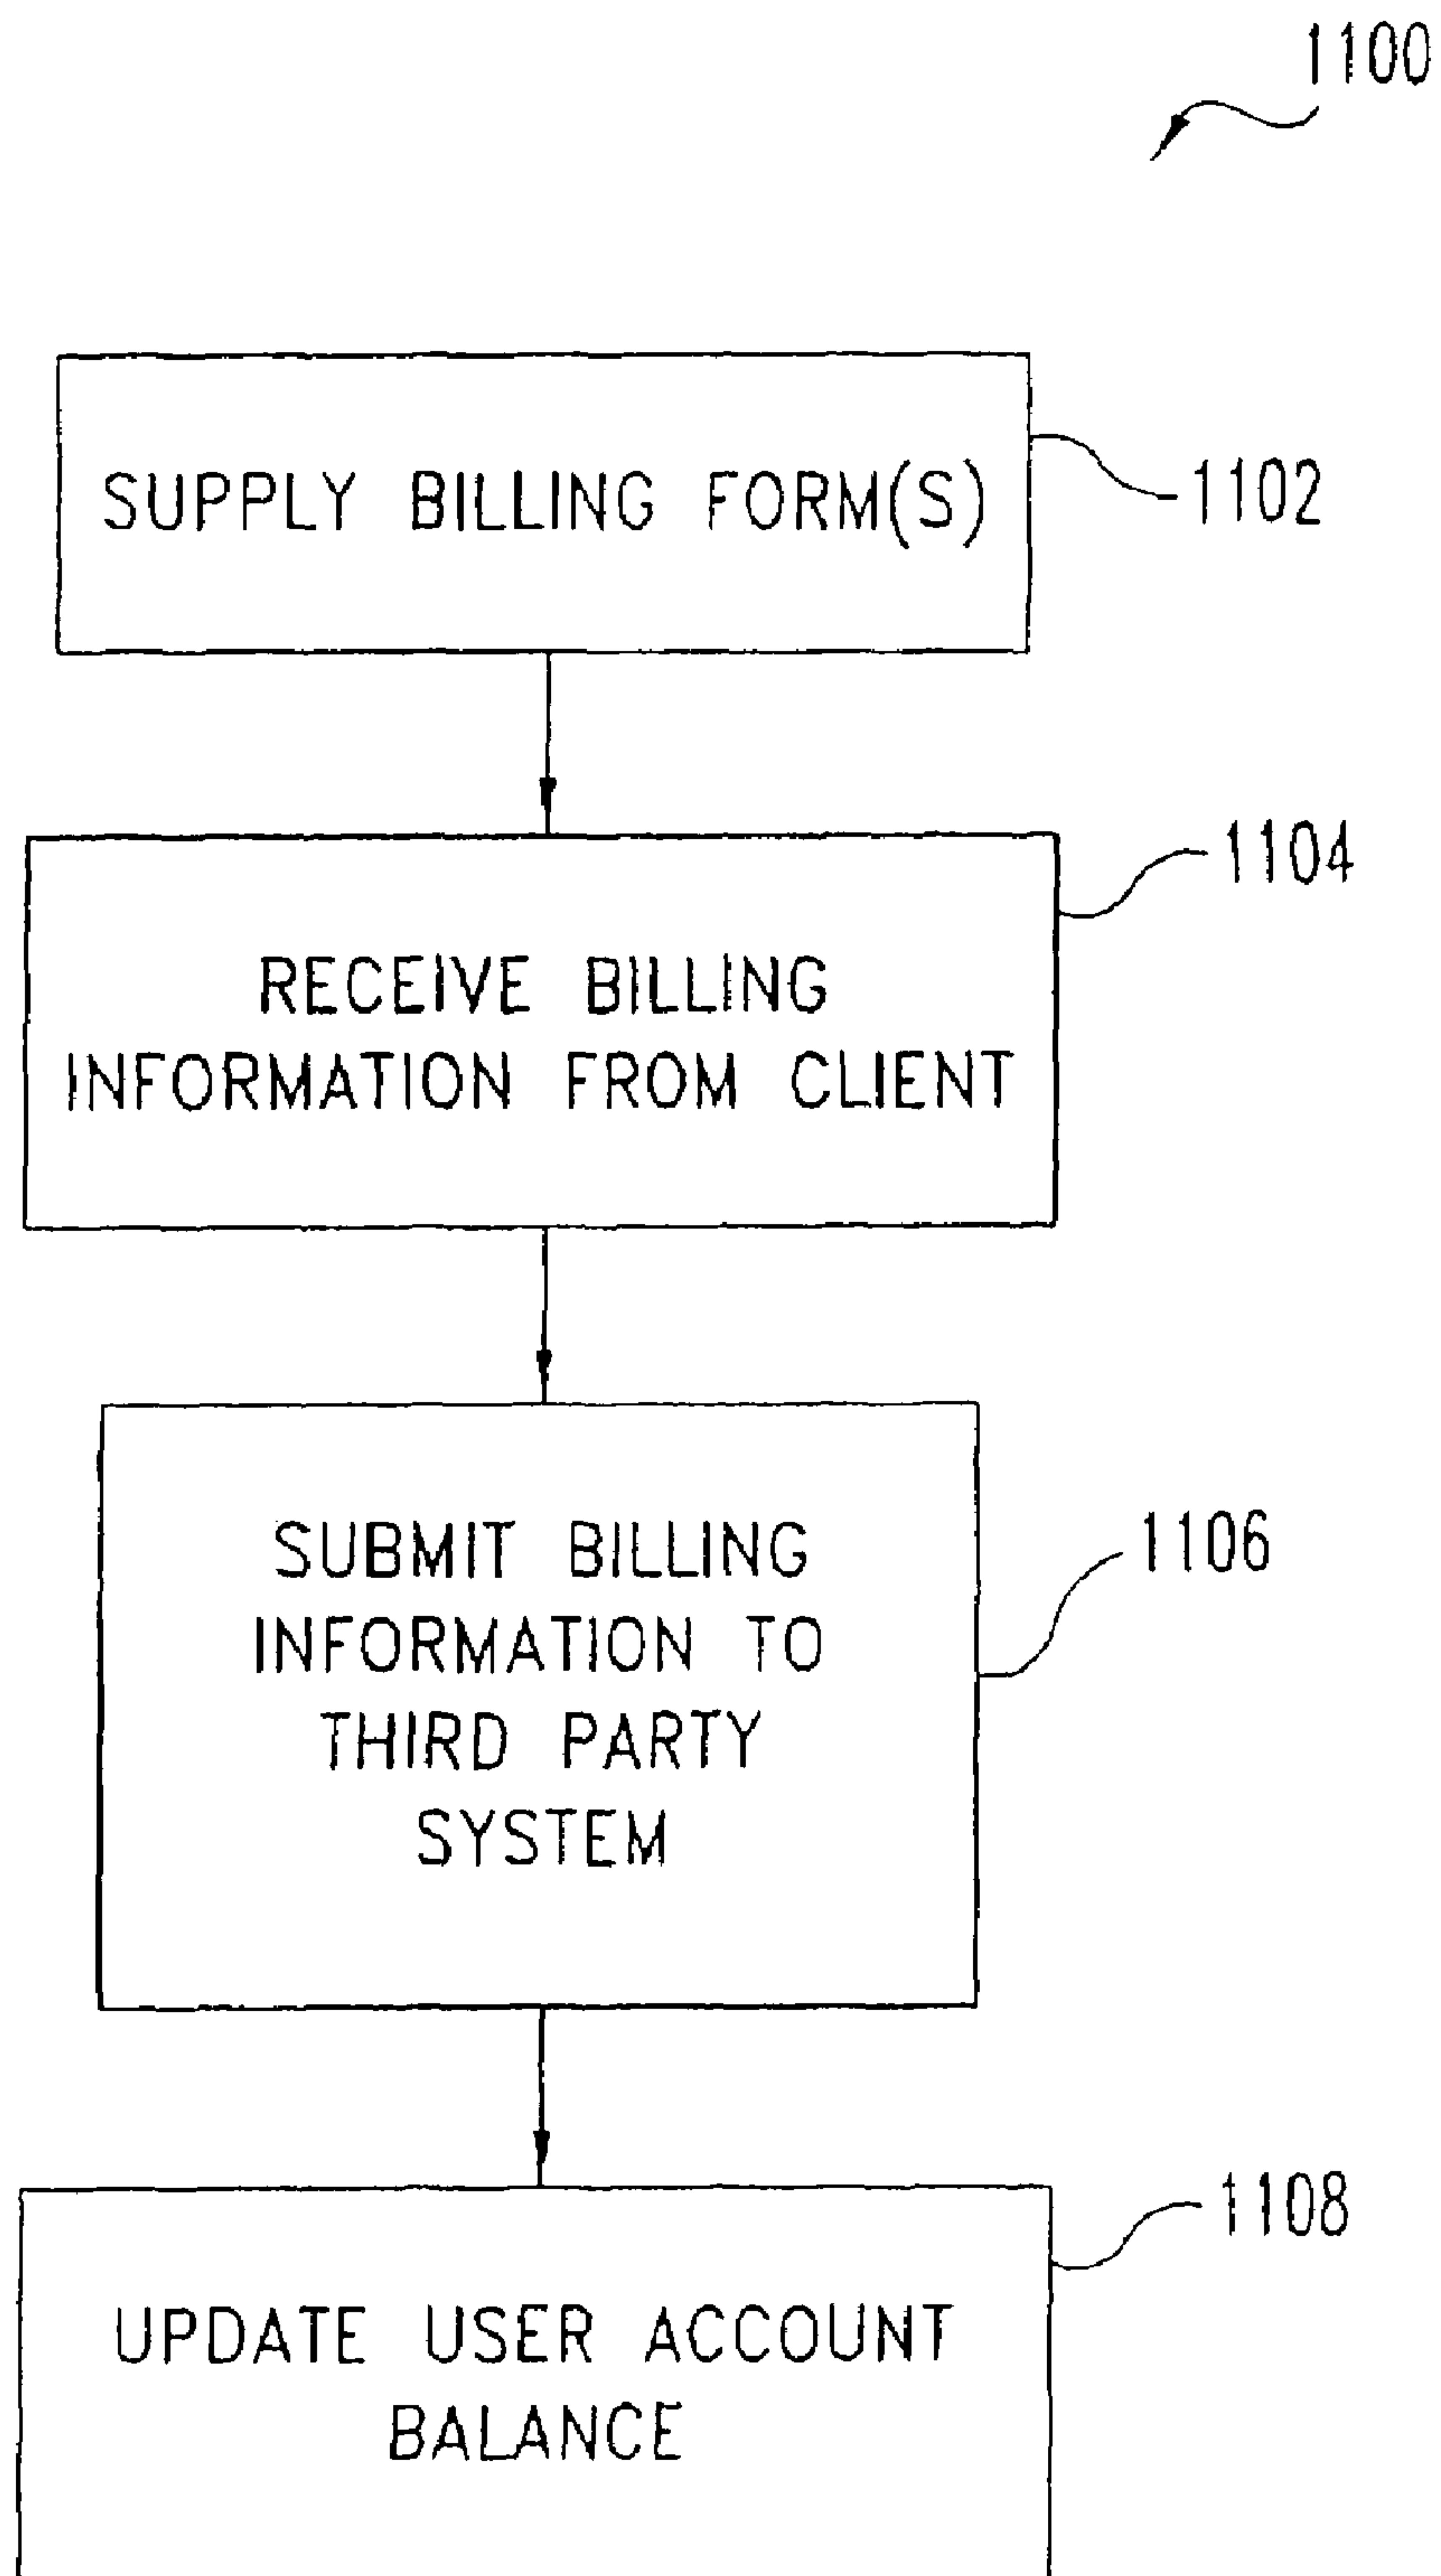 1100
SUPPLY BILLING FORM(S)
1102
1104
RECEIVE BILLING
INFORMATION FROM CLIENT
1106
SUBMIT BILLING
INFORMATION TO
THIRD PARTY
SYSTEM
1108
UPDATE USER ACCOUNT
BALANCE